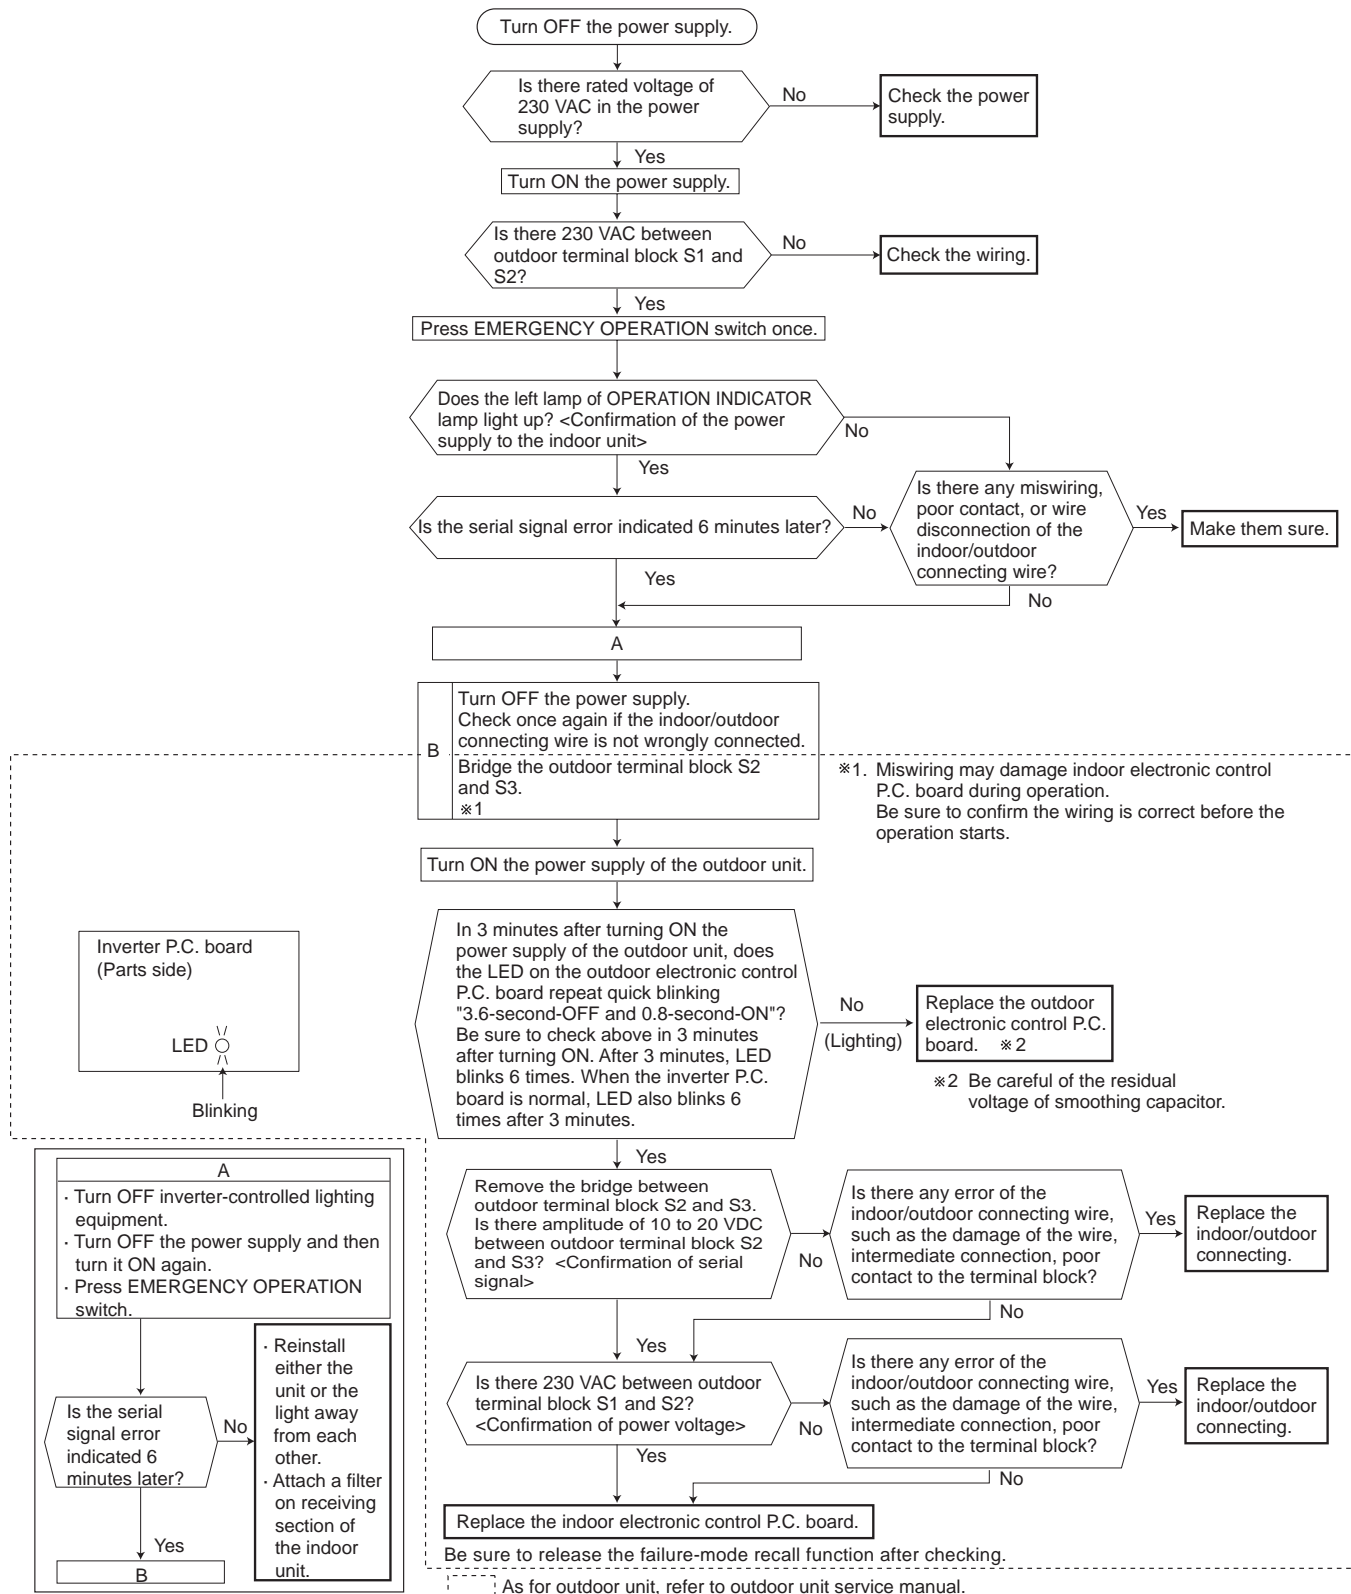 Turn OFF the power supply.
Is there rated voltage of
230 VAC in the power
supply?
No
Check the power
supply.
Yes
Turn ON the power supply.
Is there 230 VAC between
outdoor terminal block S1 and
S2?
No
Check the wiring.
Yes
Press EMERGENCY OPERATION switch once.
Does the left lamp of OPERATION INDICATOR
lamp light up? <Confirmation of the power
supply to the indoor unit>
No
Yes
Is the serial signal error indicated 6 minutes later?
No
Is there any miswiring,
poor contact, or wire
disconnection of the
indoor/outdoor
connecting wire?
Yes
Make them sure.
Yes
No
A
B
Turn OFF the power supply.
Check once again if the indoor/outdoor
connecting wire is not wrongly connected.
Bridge the outdoor terminal block S2
and S3.
※1
※1. Miswiring may damage indoor electronic control
P.C. board during operation.
Be sure to confirm the wiring is correct before the
operation starts.
Turn ON the power supply of the outdoor unit.
Inverter P.C. board
(Parts side)
LED
Blinking
In 3 minutes after turning ON the
power supply of the outdoor unit, does
the LED on the outdoor electronic control
P.C. board repeat quick blinking
"3.6-second-OFF and 0.8-second-ON"?
Be sure to check above in 3 minutes
after turning ON. After 3 minutes, LED
blinks 6 times. When the inverter P.C.
board is normal, LED also blinks 6
times after 3 minutes.
No
(Lighting)
Replace the outdoor
electronic control P.C.
board. ※2
※2 Be careful of the residual
voltage of smoothing capacitor.
Yes
Remove the bridge between
outdoor terminal block S2 and S3.
Is there amplitude of 10 to 20 VDC
between outdoor terminal block S2
and S3? <Confirmation of serial
signal>
No
Is there any error of the
indoor/outdoor connecting wire,
such as the damage of the wire,
intermediate connection, poor
contact to the terminal block?
Yes
Replace the
indoor/outdoor
connecting.
No
Yes
Is there 230 VAC between outdoor
terminal block S1 and S2?
<Confirmation of power voltage>
No
Is there any error of the
indoor/outdoor connecting wire,
such as the damage of the wire,
intermediate connection, poor
contact to the terminal block?
Yes
Replace the
indoor/outdoor
connecting.
No
Yes
Replace the indoor electronic control P.C. board.
Be sure to release the failure-mode recall function after checking.
As for outdoor unit, refer to outdoor unit service manual.
A
· Turn OFF inverter-controlled lighting
equipment.
· Turn OFF the power supply and then
turn it ON again.
· Press EMERGENCY OPERATION
switch.
Is the serial
signal error
indicated 6
minutes later?
No
· Reinstall
either the
unit or the
light away
from each
other.
· Attach a filter
on receiving
section of
the indoor
unit.
Yes
B